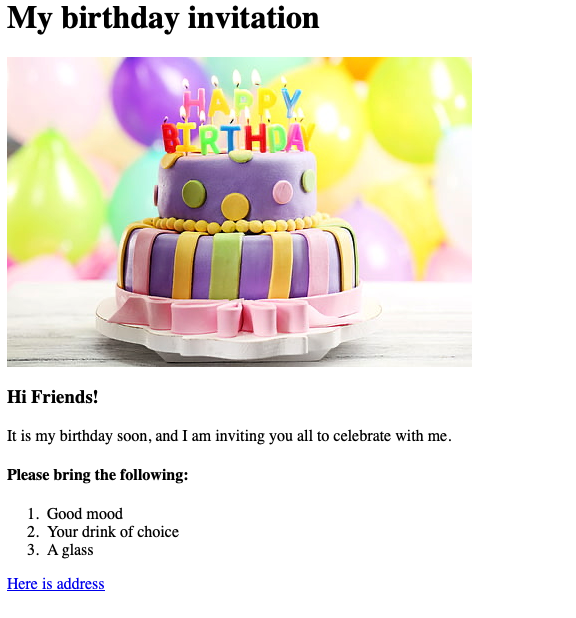 My birthday invitation
HAPPY
BIRTHDAY
Hi Friends!
It is my birthday soon, and I am inviting you all to celebrate with me.
Please bring the following:
1. Good mood
2. Your drink of choice
3. A glass
Here is address